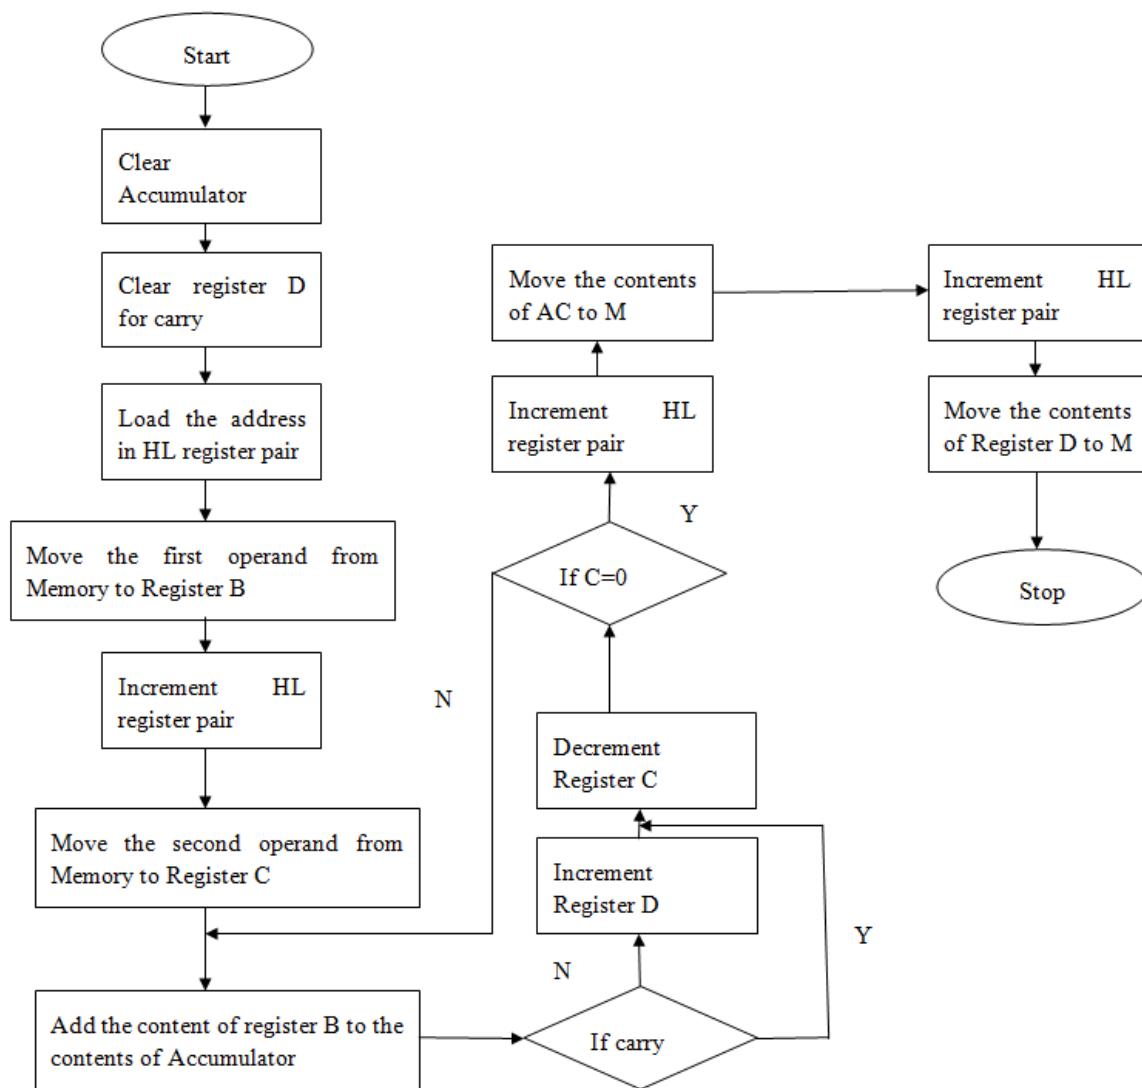 Start
Clear
Accumulator
Clear register D
for carry
Load the address
in HL register pair
Move the first operand from
Memory to Register B
Increment HL
register pair
Move the second operand from
Memory to Register C
Add the content of register B to the
contents of Accumulator
If carry
N
Y
Increment
Register D
Decrement
Register C
If C=0
N
Y
Increment HL
register pair
Move the contents
of AC to M
Increment HL
register pair
Move the contents
of Register D to M
Stop